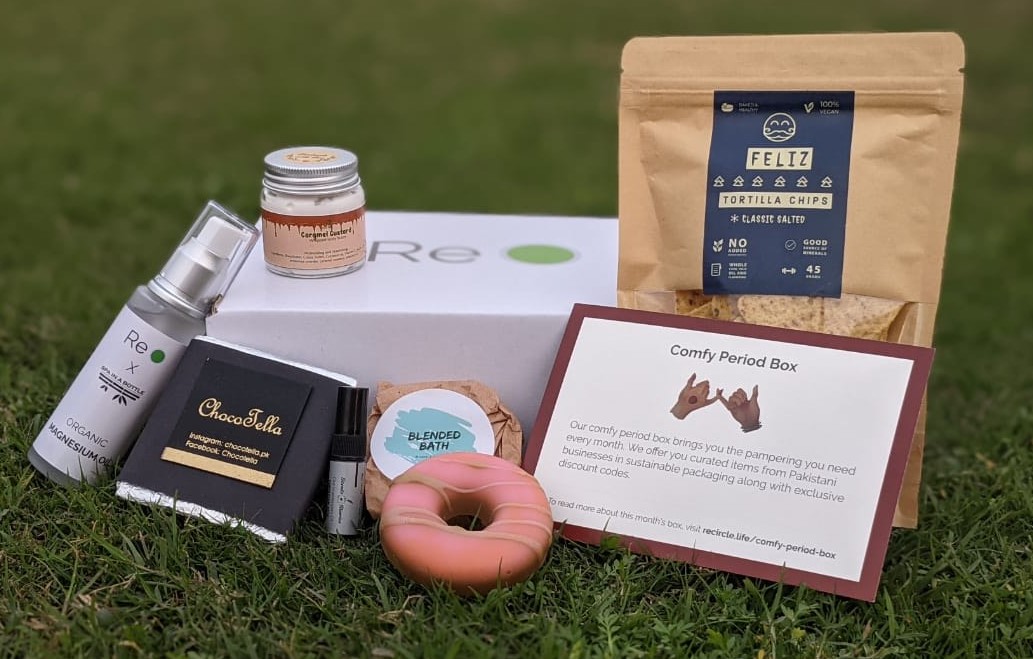 Re
Caramel Custard
BAKED &
HEALTHY
100%
VEGAN
FELIZ
TORTILLA CHIPS
* CLASSIC SALTED
NO
ADDED
GOOD
SOURCE OF
MINERALS
WHOLE
45
GRAMS
Re
X
SPA IN A BOTTLE
ORGANIC
MAGNESIUM OIL
ChocoTella
Instagram: chocotella.pk
Facebook: Chocotella
BLENDED
BATH
Comfy Period Box
Our comfy period box brings you the pampering you need
every month. We offer you curated items from Pakistani
businesses in sustainable packaging along with exclusive
discount codes.
To read more about this month's box, visit recircle.life/comfy-period-box